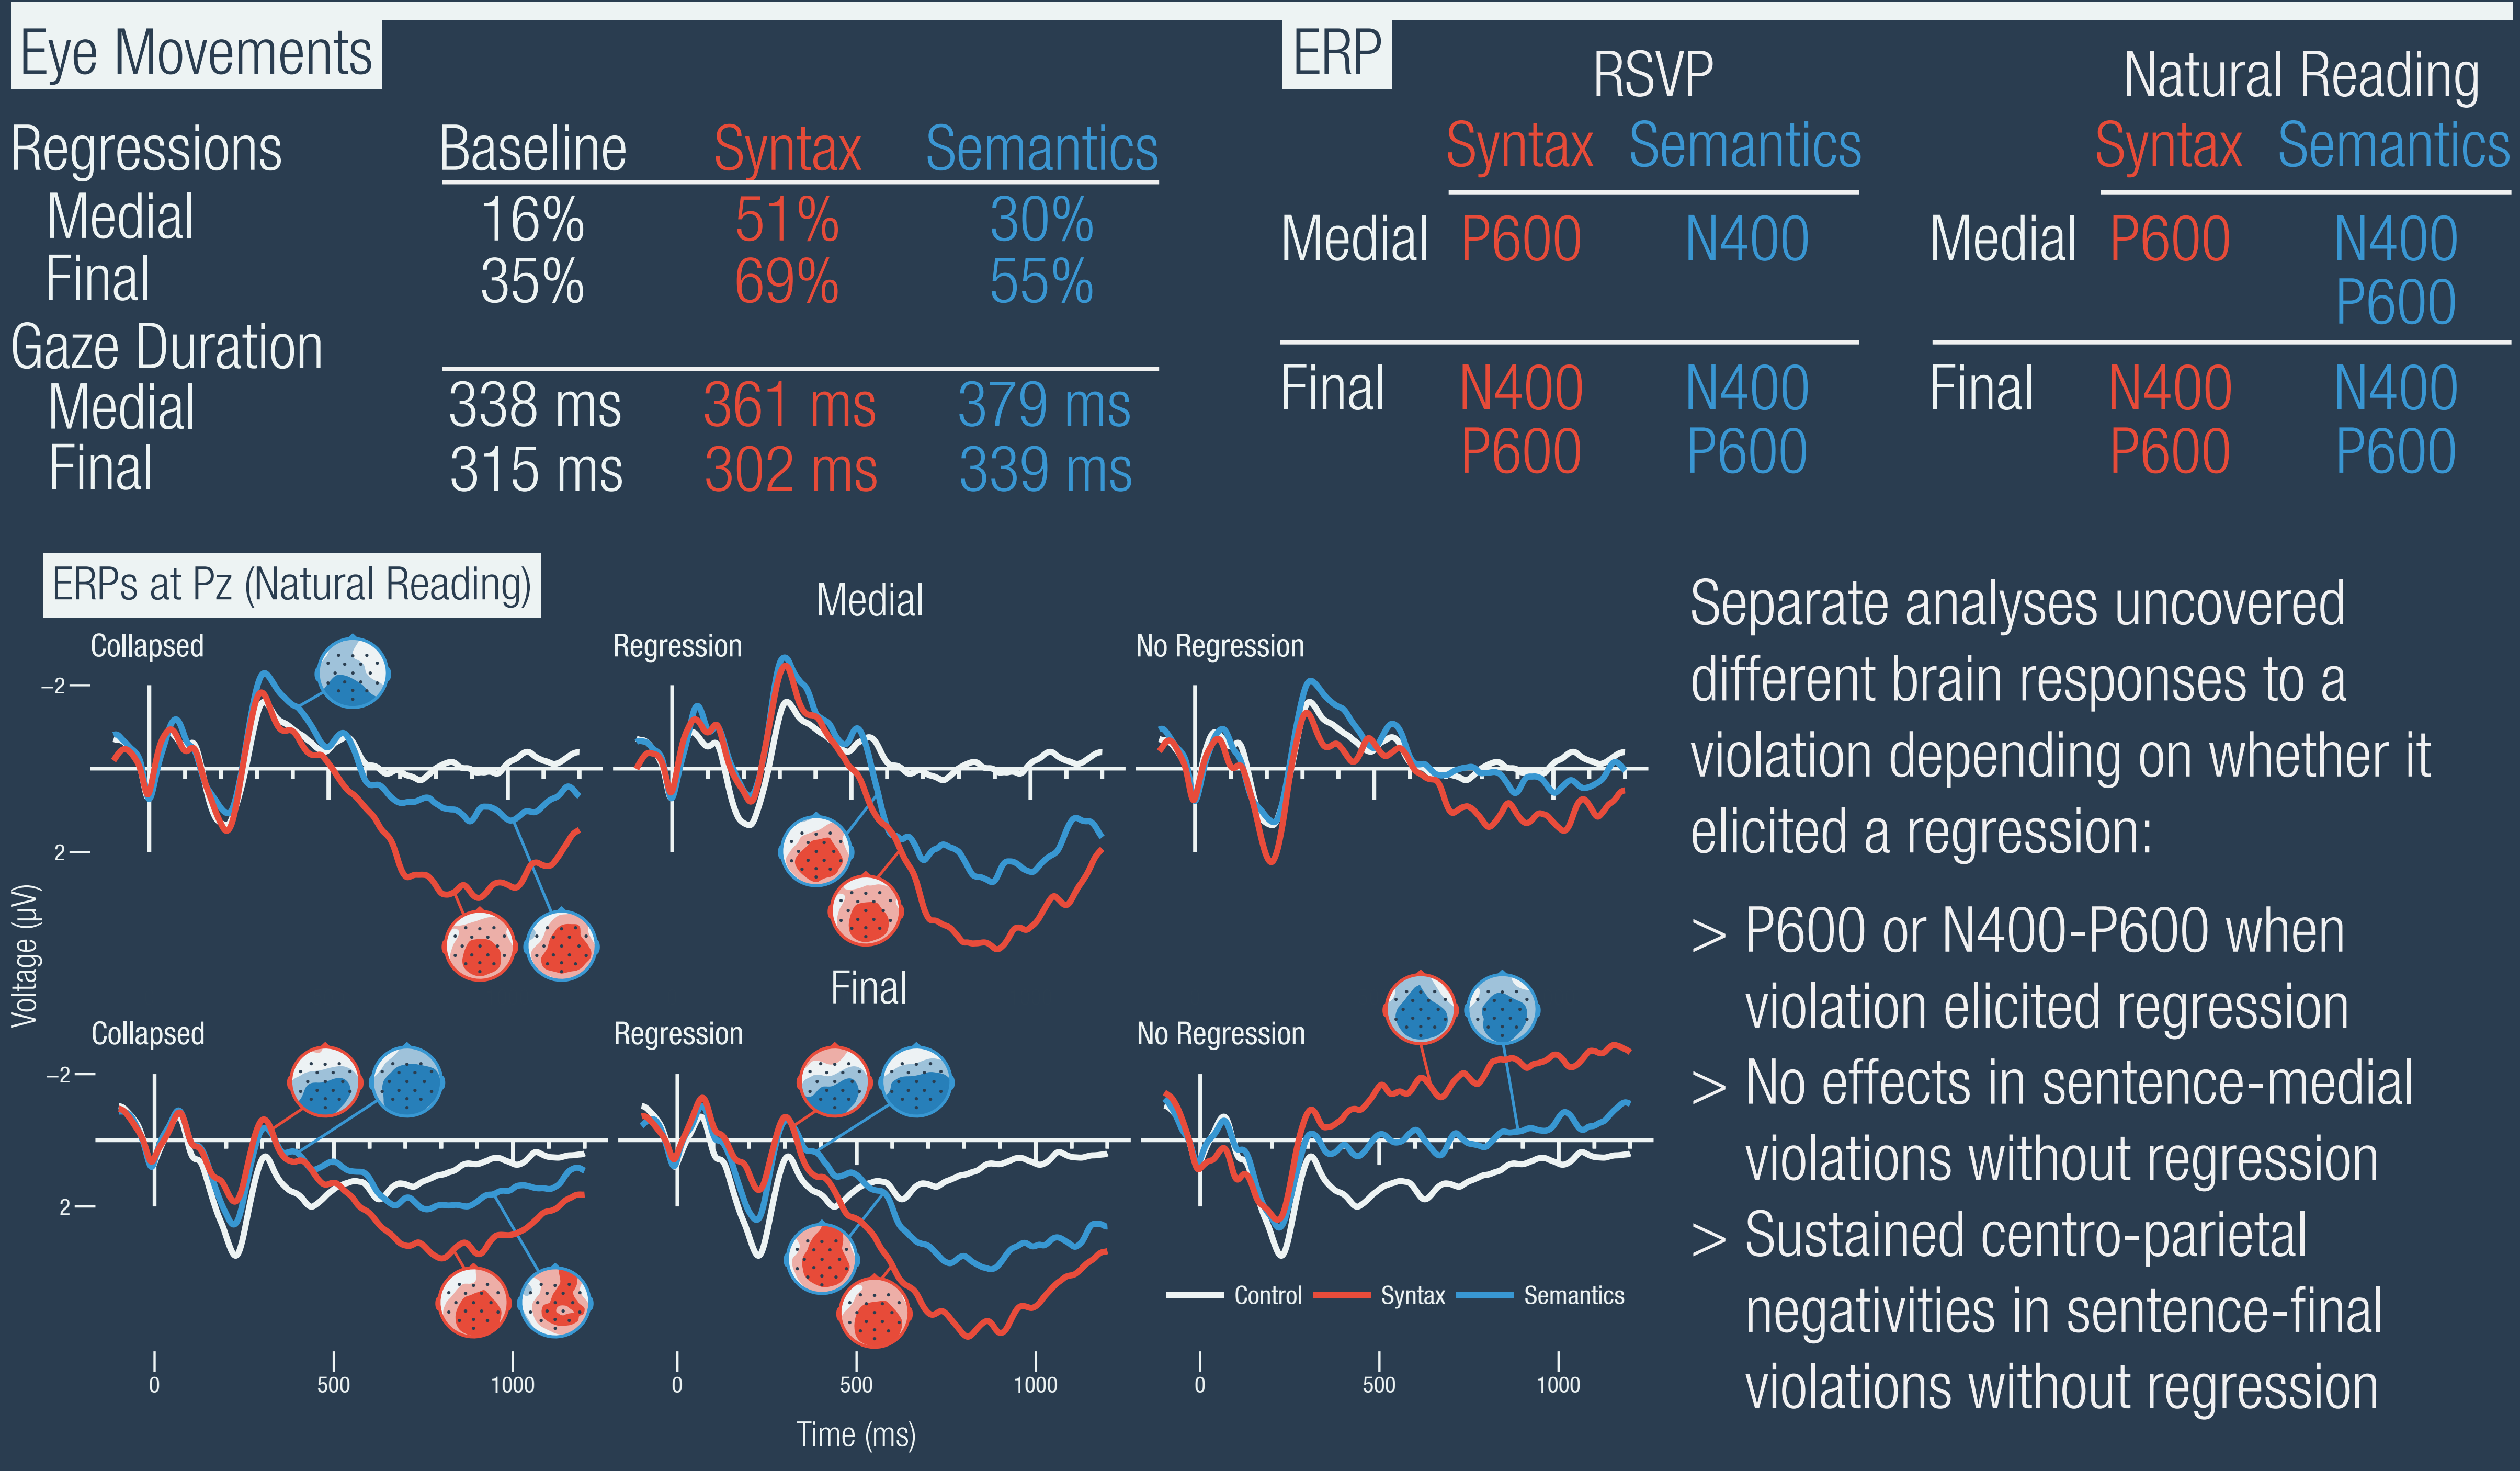 Eye Movements
Regressions Baseline Syntax Semantics
Medial 16% 51% 30%
Final 35% 69% 55%
Gaze Duration
Medial 338 ms 361 ms 379 ms
Final 315 ms 302 ms 339 ms
ERP
RSVP Natural Reading
Syntax Semantics Syntax Semantics
Medial P600 N400 Medial P600 N400
P600
Final N400 N400 Final N400 N400
P600 P600 P600 P600
ERPs at Pz (Natural Reading)
Medial
Collapsed Regression No Regression
−2
2
Voltage (µV)
Final
Collapsed Regression No Regression
−2
2
Control Syntax Semantics
0 500 1000 0 500 1000 0 500 1000
Time (ms)
Separate analyses uncovered
different brain responses to a
violation depending on whether it
elicited a regression:
> P600 or N400-P600 when
violation elicited regression
> No effects in sentence-medial
violations without regression
> Sustained centro-parietal
negativities in sentence-final
violations without regression